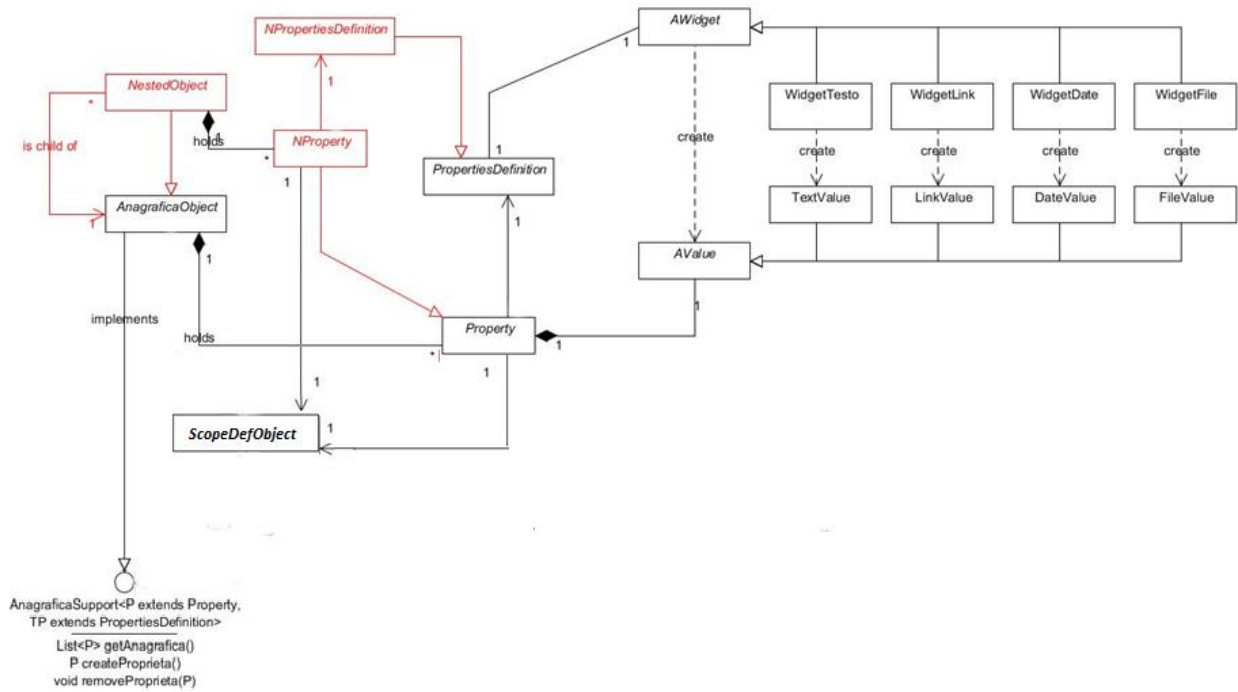 AWidget
NPropertiesDefinition
1
1
NestedObject
*
1
holds
NProperty
*
is child of
WidgetTesto
WidgetLink
WidgetDate
WidgetFile
create
create
create
create
create
1
PropertiesDefinition
1
1
AnagraficaObject
1
1
TextValue
LinkValue
DateValue
FileValue
AValue
1
implements
holds
Property
* |
1
1
1
1
ScopeDefObject
AnagraficaSupport<P extends Property,
TP extends PropertiesDefinition>
List<P> getAnagrafica()
P createProprieta()
void removeProprieta(P)